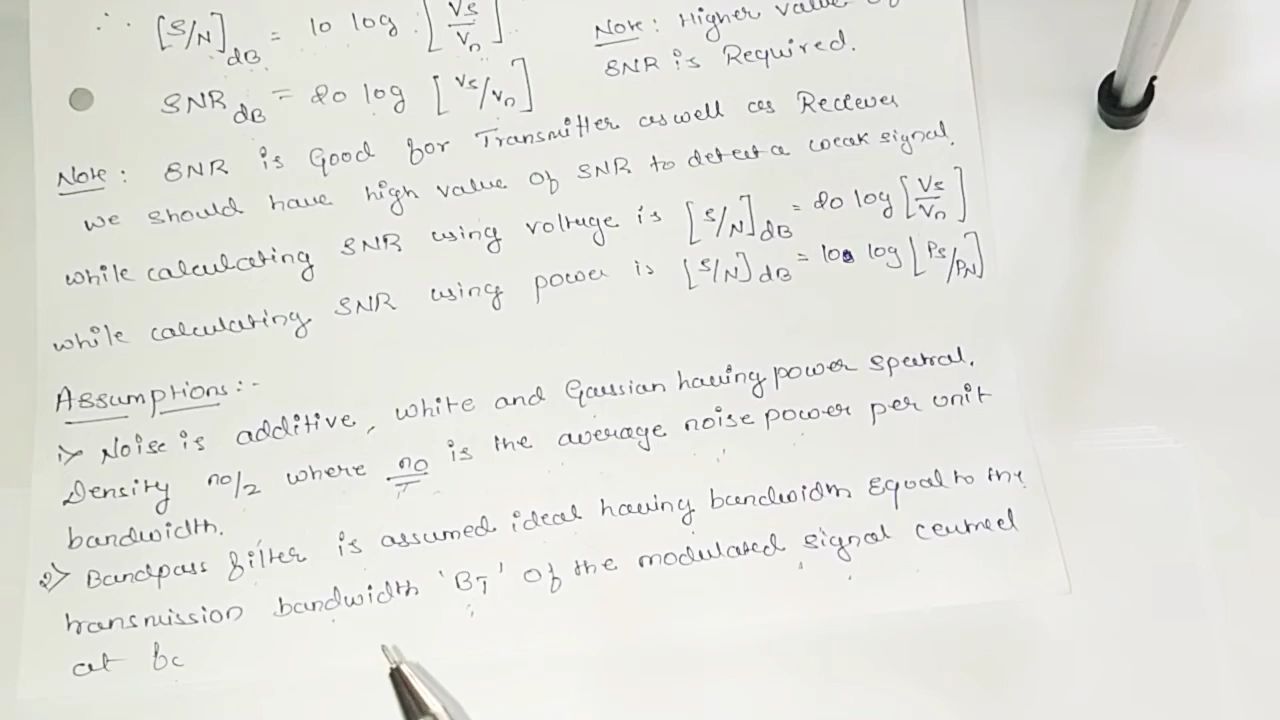 ∴ [S/N]dB = 10 log [Vs/Vn]
Note: Higher value of
SNR is Required.
SNRdB = 20 log [Vs/Vn]
Note: SNR is Good for Transmitter aswell as Reciever
we should have high value of SNR to detect a weak signal.
while calculating SNR using voltage is [S/N]dB = 20 log [Vs/Vn]
while calculating SNR using power is [S/N]dB = 10 log [Ps/PN]
Assumptions:-
1> Noise is additive, white and Gaussian having power spectral.
Density no/2 where no is the average noise power per unit
bandwidth.
2> Bandpass filter is assumed ideal having bandwidth Equal to the
transmission bandwidth 'BT' of the modulated signal centred
at fc